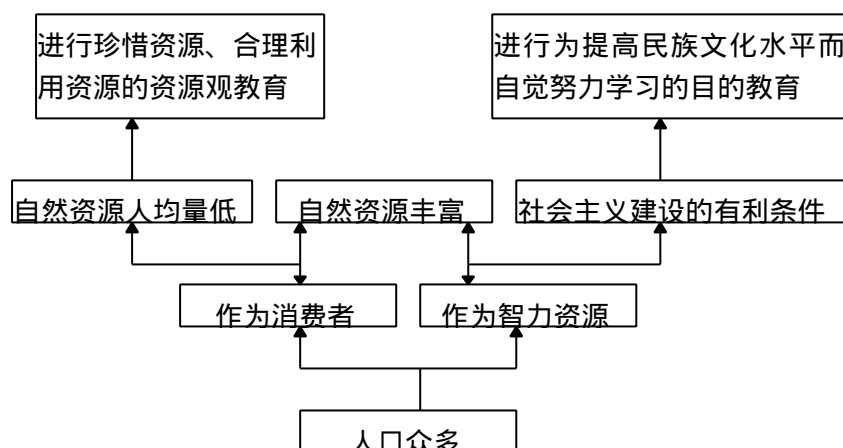 进行珍惜资源、合理利
用资源的资源观教育
进行为提高民族文化水平而
自觉努力学习的目的教育
自然资源人均量低
自然资源丰富
社会主义建设的有利条件
作为消费者
作为智力资源
人口众多